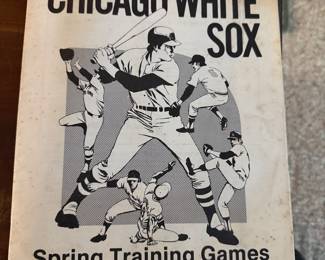 CHICAGO WHITE
SOX
Spring Training Games